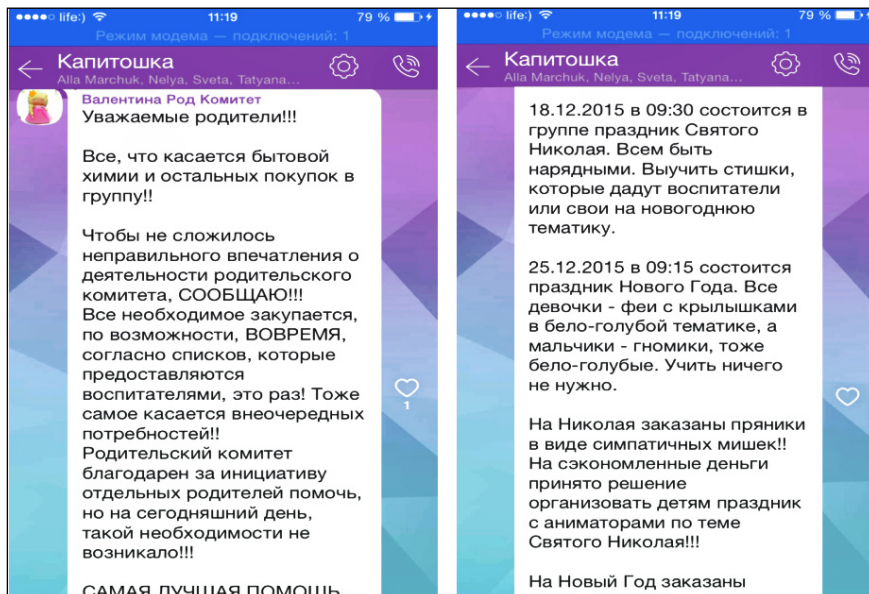 life:) 11:19 79 %
Режим модема — подключений: 1
Капитошка
Alla Marchuk, Nelya, Sveta, Tatyana...
Валентина Род Комитет
Уважаемые родители!!!
Все, что касается бытовой
химии и остальных покупок в
группу!!
Чтобы не сложилось
неправильного впечатления о
деятельности родительского
комитета, СООБЩАЮ!!!
Все необходимое закупается,
по возможности, ВОВРЕМЯ,
согласно списков, которые
предоставляются
воспитателями, это раз! Тоже
самое касается внеочередных
потребностей!!
Родительский комитет
благодарен за инициативу
отдельных родителей помочь,
но на сегодняшний день,
такой необходимости не
возникало!!!
САМАЯ ЛУЧШАЯ ПОМОЩЬ
1
life:) 11:19 79 %
Режим модема — подключений: 1
Капитошка
Alla Marchuk, Nelya, Sveta, Tatyana...
18.12.2015 в 09:30 состоится в
группе праздник Святого
Николая. Всем быть
нарядными. Выучить стишки,
которые дадут воспитатели
или свои на новогоднюю
тематику.
25.12.2015 в 09:15 состоится
праздник Нового Года. Все
девочки - феи с крылышками
в бело-голубой тематике, а
мальчики - гномики, тоже
бело-голубые. Учить ничего
не нужно.
На Николая заказаны пряники
в виде симпатичных мишек!!
На сэкономленные деньги
принято решение
организовать детям праздник
с аниматорами по теме
Святого Николая!!!
На Новый Год заказаны